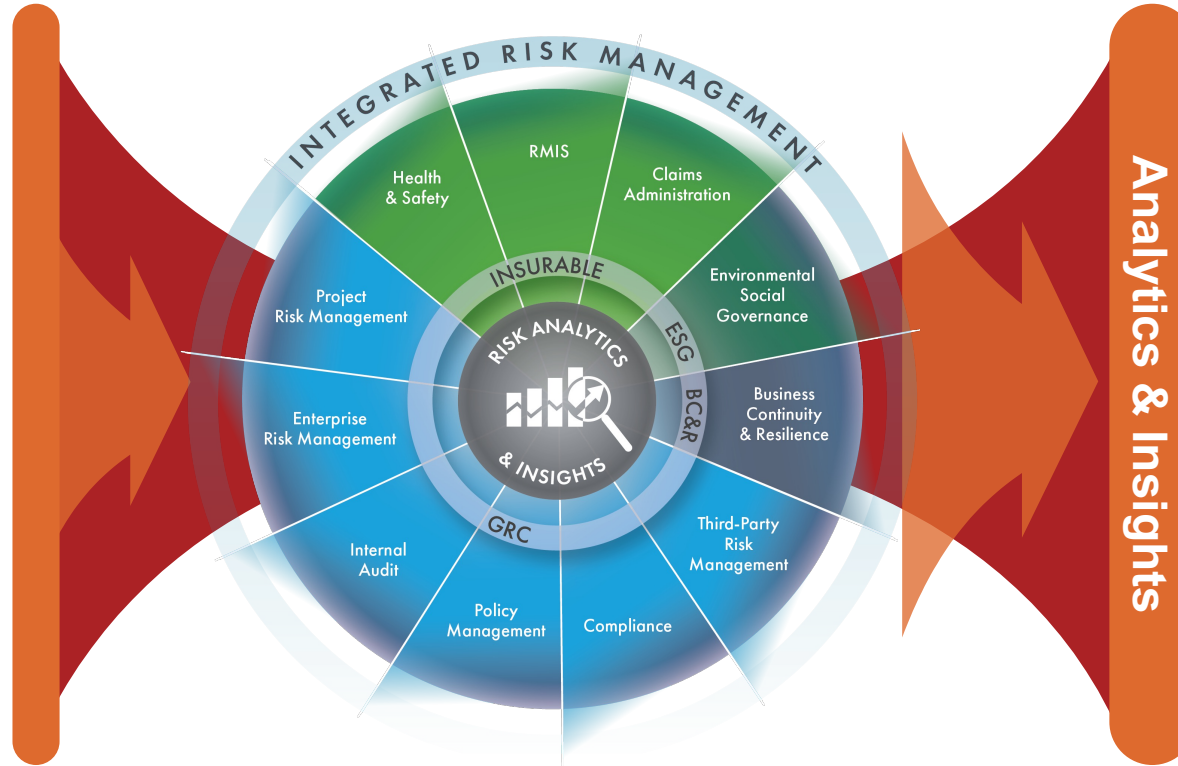 INTEGRATED RISK MANAGEMENT
RMIS
Health
& Safety
Claims
Administration
INSURABLE
Environmental
Social
Governance
ESG
Project
Risk Management
RISK ANALYTICS
& INSIGHTS
Enterprise
Risk Management
BC&R
Business
Continuity
& Resilience
GRC
Internal
Audit
Third-Party
Risk
Management
Policy
Management
Compliance
Analytics & Insights